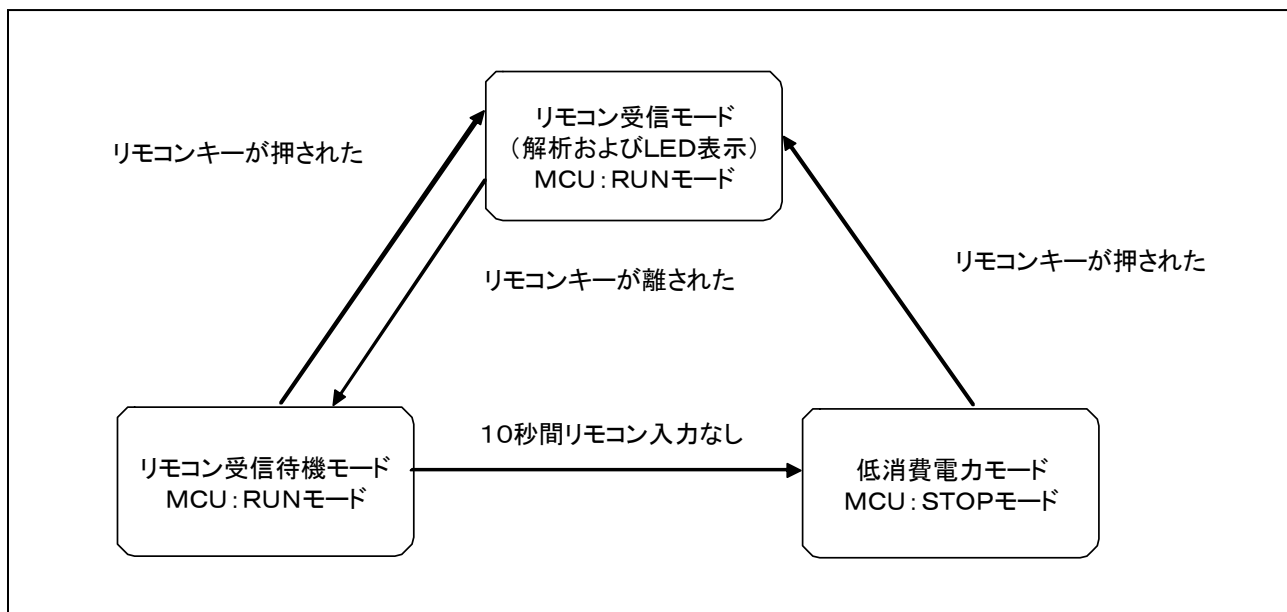 リモコン受信モード
（解析およびＬＥＤ表示）
ＭＣＵ：ＲＵＮモード
リモコンキーが押された
リモコンキーが押された
リモコンキーが離された
１０秒間リモコン入力なし
リモコン受信待機モード
ＭＣＵ：ＲＵＮモード
低消費電力モード
ＭＣＵ：ＳＴＯＰモード